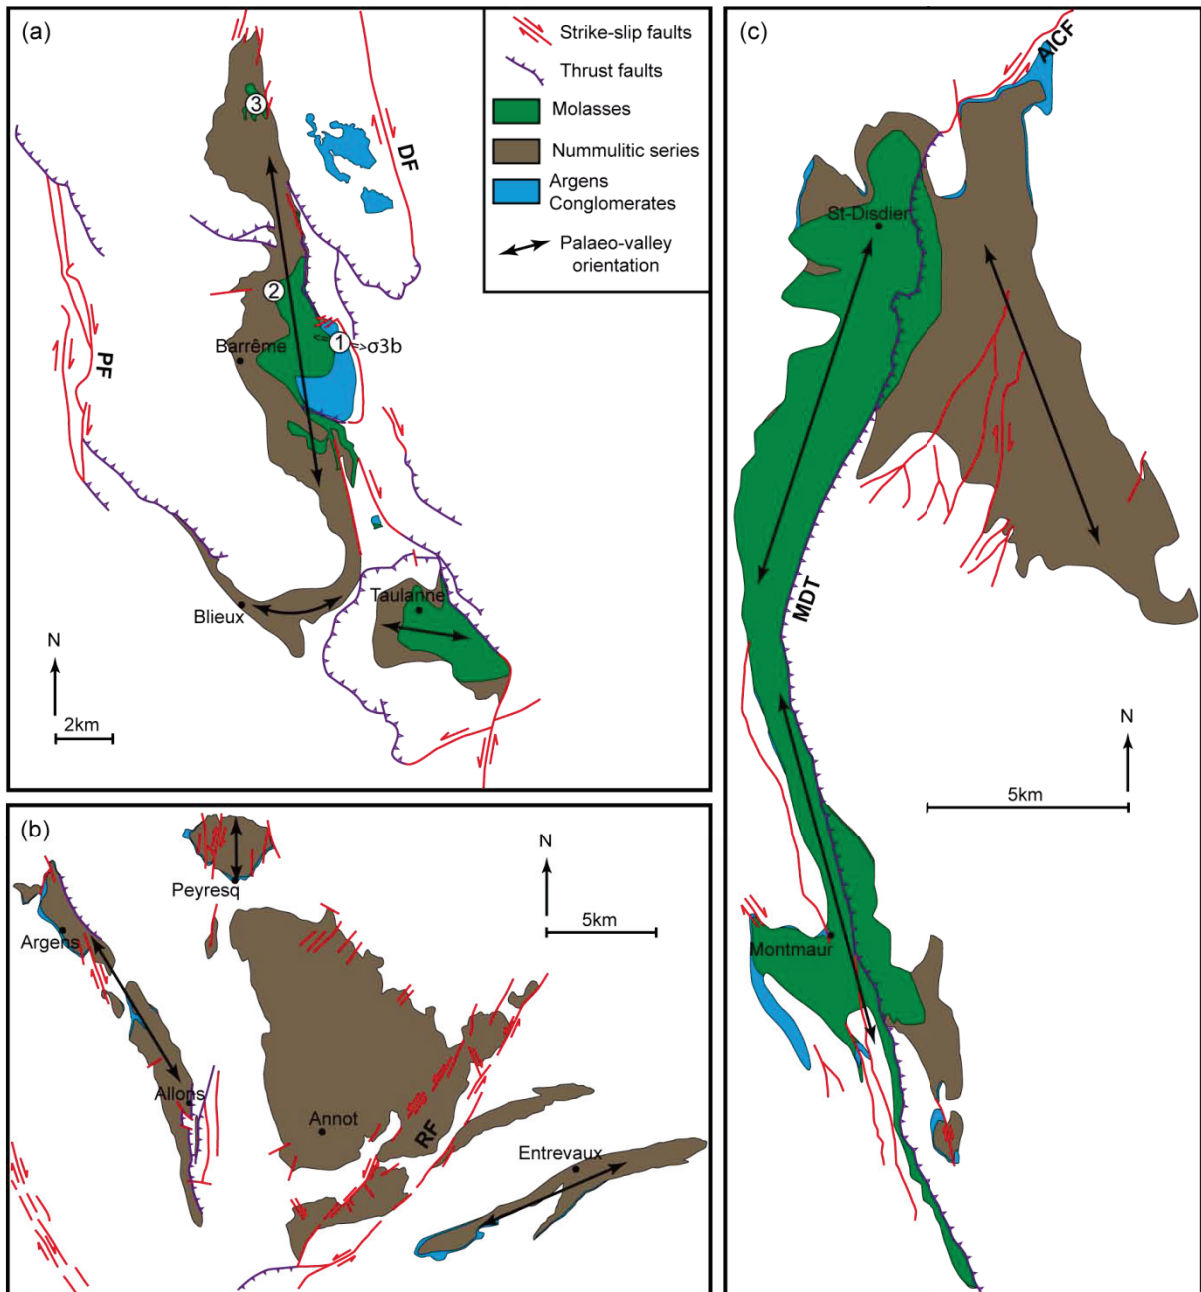 (a)
Strike-slip faults
Thrust faults
Molasses
Nummulitic series
Argens
Conglomerates
Palaeo-valley
orientation
3
DF
2
1
=>σ3b
Barrême
PF
Taulanne
Blieux
N
2km
(b)
N
5km
Peyresq
Argens
Allons
Annot
RF
Entrevaux
(c)
AICF
St-Disdier
MDT
N
5km
Montmaur